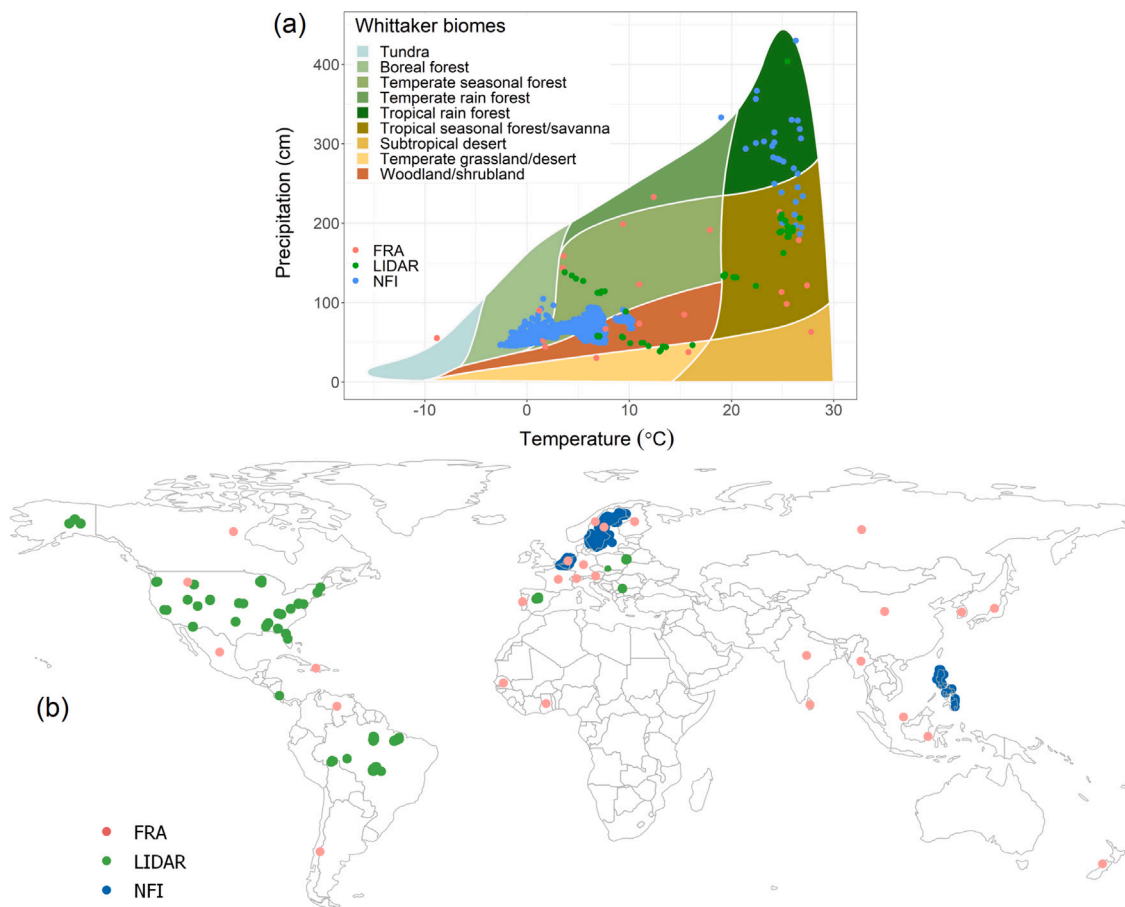 (a)
Whittaker biomes
Tundra
Boreal forest
Temperate seasonal forest
Temperate rain forest
Tropical rain forest
Tropical seasonal forest/savanna
Subtropical desert
Temperate grassland/desert
Woodland/shrubland
FRA
LIDAR
NFI
Precipitation (cm)
400
300
200
100
0
-10 0 10 20 30
Temperature (°C)
(b)
FRA
LIDAR
NFI